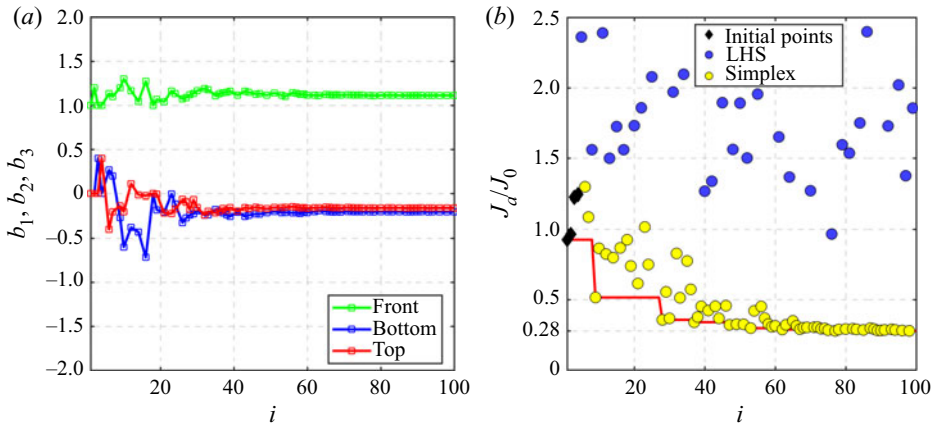 (a)
2.0
1.5
1.0
0.5
0
−0.5
−1.0
−1.5
−2.0
b1, b2, b3
Front
Bottom
Top
20
40
60
80
100
i
(b)
2.5
2.0
1.5
1.0
0.5
0.28
0
Ja/J0
Initial points
LHS
Simplex
20
40
60
80
100
i